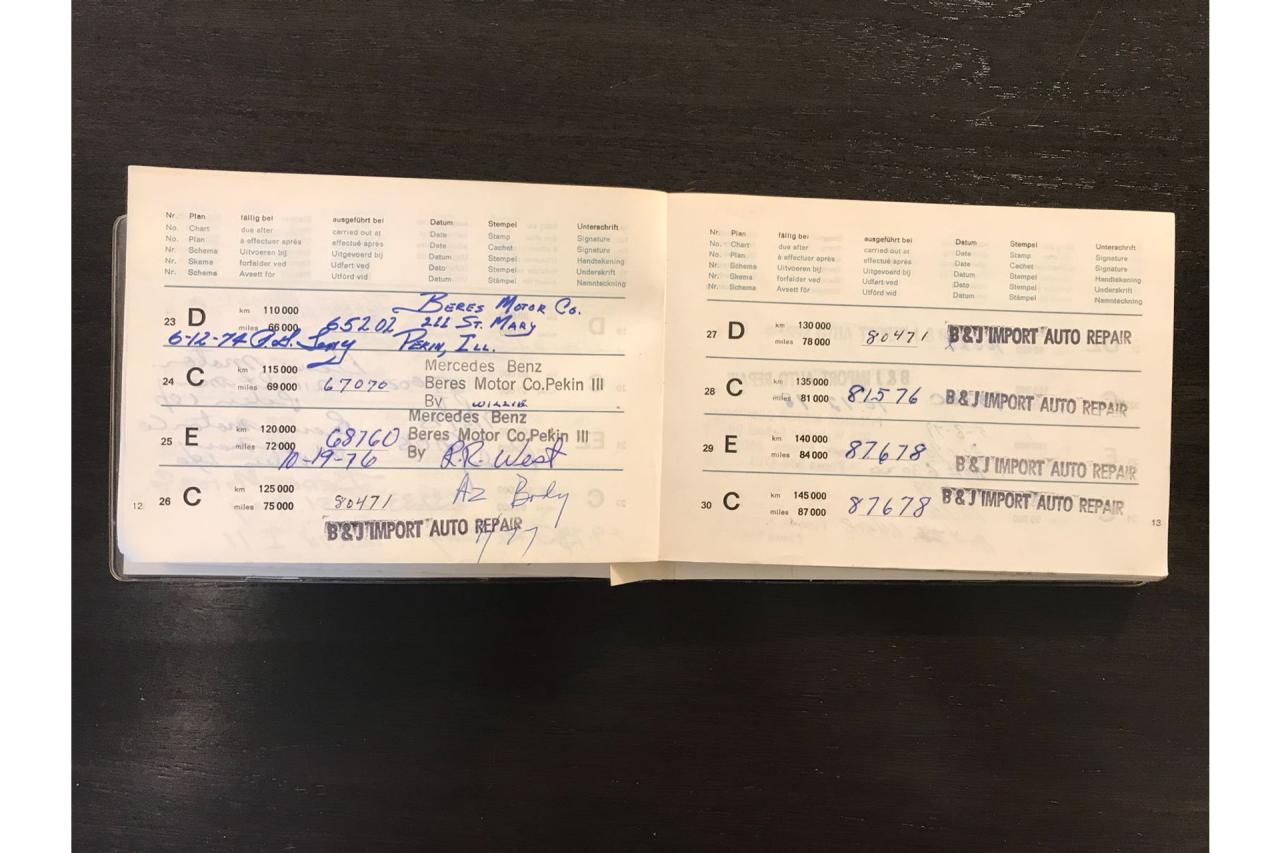 Nr. Plan fällig bei ausgeführt bei Datum Stempel Unterschrift
No. Chart due after carried out at Date Stamp Signature
No. Plan à effectuer après effectué après Date Cachet Signature
Nr. Schema Uitvoeren bij Uitgevoerd bij Datum Stempel Handtekening
Nr. Skema forfalder ved Udført ved Dato Stempel Underskrift
Nr. Schema Avsett för Utförd vid Datum Stämpel Namnteckning
23 D km 110 000 BERES MOTOR CO.
miles 66 000 65202 211 ST. MARY
6-12-74 PEKIN, ILL.
24 C km 115 000 Mercedes Benz
miles 69 000 67070 Beres Motor Co.Pekin Ill
By WILLIE
25 E km 120 000 Mercedes Benz
miles 72 000 68760 Beres Motor Co.Pekin Ill
10-19-76 By R.R. West
26 C km 125 000 Az Brdy
miles 75 000 80471
B&J IMPORT AUTO REPAIR
12
Nr. Plan fällig bei ausgeführt bei Datum Stempel Unterschrift
No. Chart due after carried out at Date Stamp Signature
No. Plan à effectuer après effectué après Date Cachet Signature
Nr. Schema Uitvoeren bij Uitgevoerd bij Datum Stempel Handtekening
Nr. Skema forfalder ved Udført ved Dato Stempel Underskrift
Nr. Schema Avsett för Utförd vid Datum Stämpel Namnteckning
27 D km 130 000
miles 78 000 80471 B&J IMPORT AUTO REPAIR
28 C km 135 000
miles 81 000 81576 B&J IMPORT AUTO REPAIR
29 E km 140 000
miles 84 000 87678 B&J IMPORT AUTO REPAIR
30 C km 145 000
miles 87 000 87678 B&J IMPORT AUTO REPAIR
13